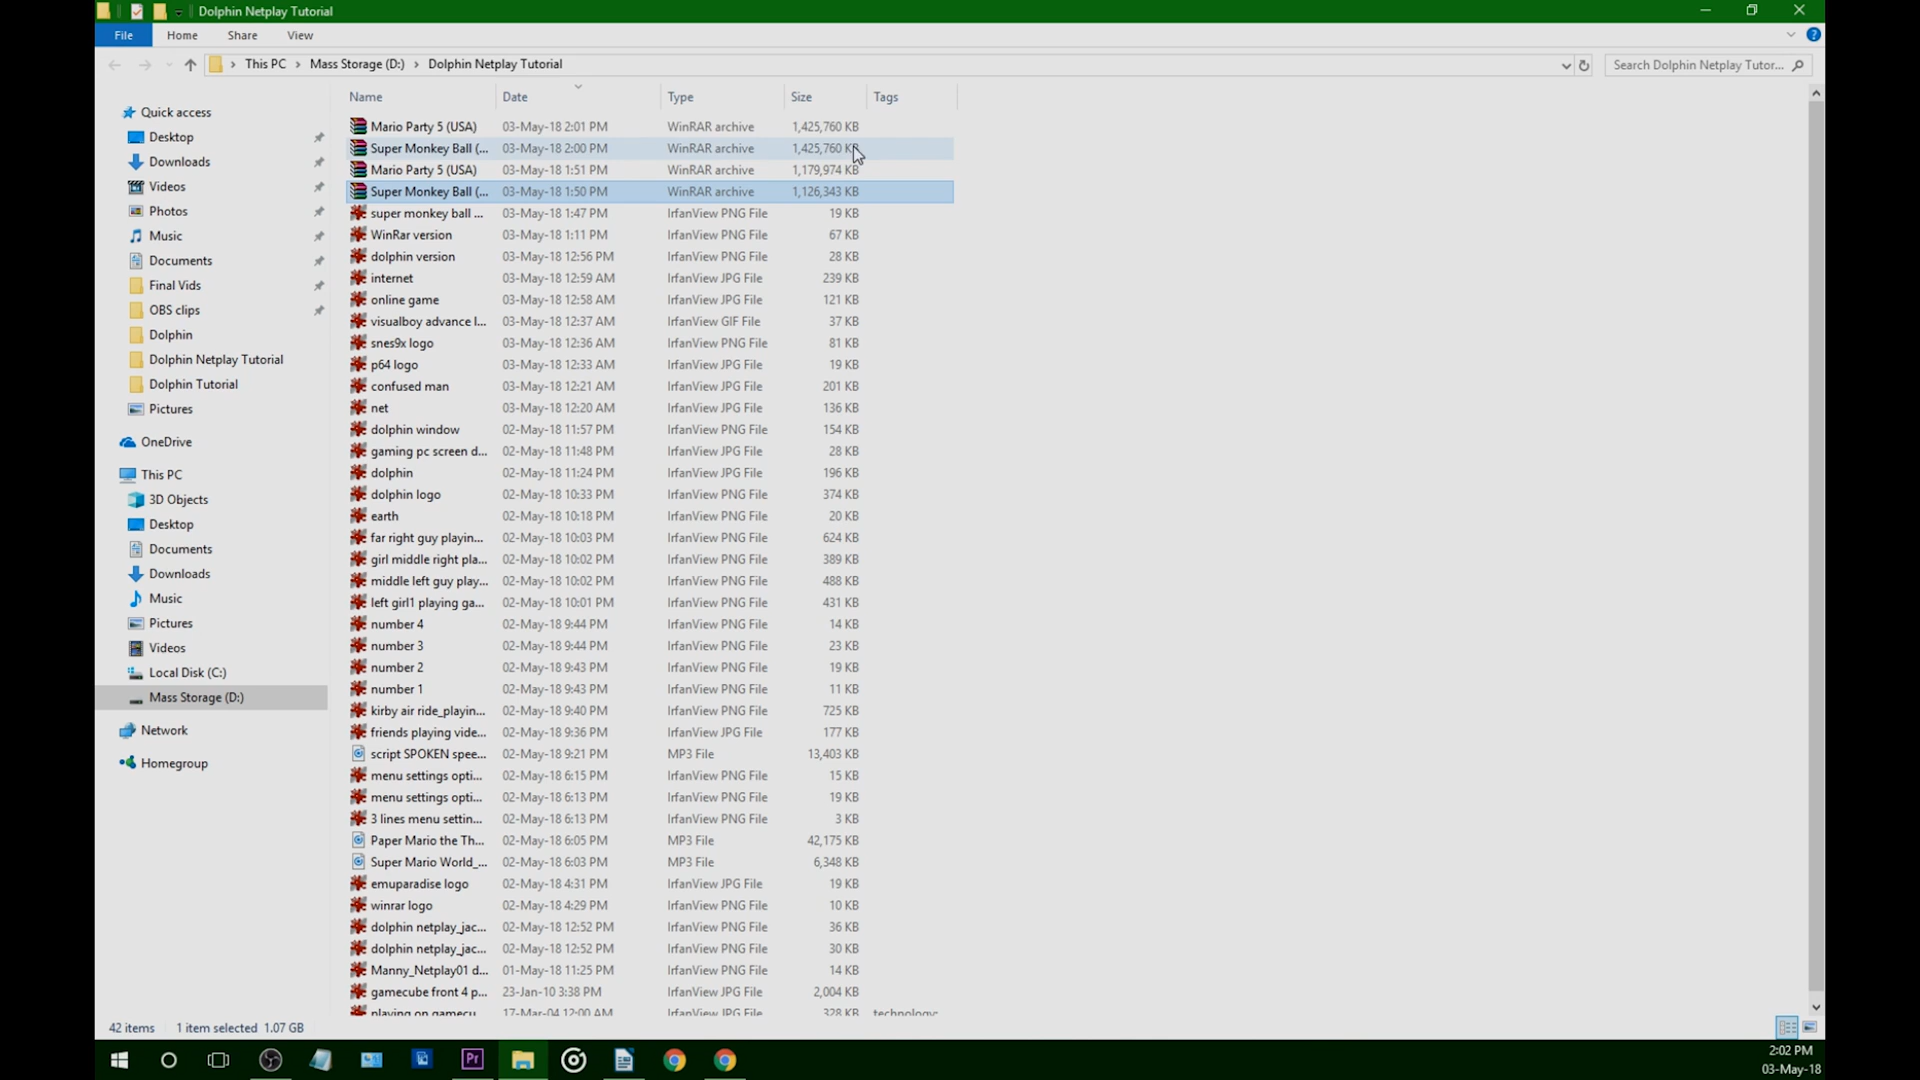 Dolphin Netplay Tutorial
File Home Share View
This PC > Mass Storage (D:) > Dolphin Netplay Tutorial
Search Dolphin Netplay Tutor...
Name Date Type Size Tags
Quick access
Desktop
Downloads
Videos
Photos
Music
Documents
Final Vids
OBS clips
Dolphin
Dolphin Netplay Tutorial
Dolphin Tutorial
Pictures
OneDrive
This PC
3D Objects
Desktop
Documents
Downloads
Music
Pictures
Videos
Local Disk (C:)
Mass Storage (D:)
Network
Homegroup
Mario Party 5 (USA) 03-May-18 2:01 PM WinRAR archive 1,425,760 KB
Super Monkey Ball (... 03-May-18 2:00 PM WinRAR archive 1,425,760 KB
Mario Party 5 (USA) 03-May-18 1:51 PM WinRAR archive 1,179,974 KB
Super Monkey Ball (... 03-May-18 1:50 PM WinRAR archive 1,126,343 KB
super monkey ball ... 03-May-18 1:47 PM IrfanView PNG File 19 KB
WinRar version 03-May-18 1:11 PM IrfanView PNG File 67 KB
dolphin version 03-May-18 12:56 PM IrfanView PNG File 28 KB
internet 03-May-18 12:59 AM IrfanView JPG File 239 KB
online game 03-May-18 12:58 AM IrfanView JPG File 121 KB
visualboy advance l... 03-May-18 12:37 AM IrfanView GIF File 37 KB
snes9x logo 03-May-18 12:36 AM IrfanView PNG File 81 KB
p64 logo 03-May-18 12:33 AM IrfanView JPG File 19 KB
confused man 03-May-18 12:21 AM IrfanView JPG File 201 KB
net 03-May-18 12:20 AM IrfanView JPG File 136 KB
dolphin window 02-May-18 11:57 PM IrfanView PNG File 154 KB
gaming pc screen d... 02-May-18 11:48 PM IrfanView JPG File 28 KB
dolphin 02-May-18 11:24 PM IrfanView JPG File 196 KB
dolphin logo 02-May-18 10:33 PM IrfanView PNG File 374 KB
earth 02-May-18 10:18 PM IrfanView PNG File 20 KB
far right guy playin... 02-May-18 10:03 PM IrfanView PNG File 624 KB
girl middle right pla... 02-May-18 10:02 PM IrfanView PNG File 389 KB
middle left guy play... 02-May-18 10:02 PM IrfanView PNG File 488 KB
left girl1 playing ga... 02-May-18 10:01 PM IrfanView PNG File 431 KB
number 4 02-May-18 9:44 PM IrfanView PNG File 14 KB
number 3 02-May-18 9:44 PM IrfanView PNG File 23 KB
number 2 02-May-18 9:43 PM IrfanView PNG File 19 KB
number 1 02-May-18 9:43 PM IrfanView PNG File 11 KB
kirby air ride_playin... 02-May-18 9:40 PM IrfanView PNG File 725 KB
friends playing vide... 02-May-18 9:36 PM IrfanView JPG File 177 KB
script SPOKEN spee... 02-May-18 9:21 PM MP3 File 13,403 KB
menu settings opti... 02-May-18 6:15 PM IrfanView PNG File 15 KB
menu settings opti... 02-May-18 6:13 PM IrfanView PNG File 19 KB
3 lines menu settin... 02-May-18 6:13 PM IrfanView PNG File 3 KB
Paper Mario the Th... 02-May-18 6:05 PM MP3 File 42,175 KB
Super Mario World_... 02-May-18 6:03 PM MP3 File 6,348 KB
emuparadise logo 02-May-18 4:31 PM IrfanView JPG File 19 KB
winrar logo 02-May-18 4:29 PM IrfanView PNG File 10 KB
dolphin netplay_jac... 02-May-18 12:52 PM IrfanView PNG File 36 KB
dolphin netplay_jac... 02-May-18 12:52 PM IrfanView PNG File 30 KB
Manny_Netplay01 d... 01-May-18 11:25 PM IrfanView PNG File 14 KB
gamecube front 4 p... 23-Jan-10 3:38 PM IrfanView JPG File 2,004 KB
playing on gamecu... 17-Mar-04 12:00 AM IrfanView JPG File 328 KB technology;
42 items 1 item selected 1.07 GB
Pr
2:02 PM
03-May-18